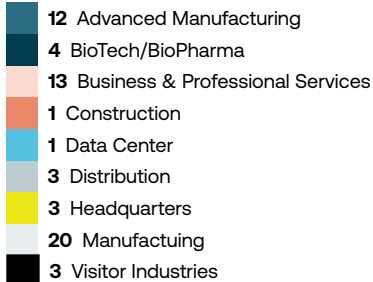 12 Advanced Manufacturing
4 BioTech/BioPharma
13 Business & Professional Services
1 Construction
1 Data Center
3 Distribution
3 Headquarters
20 Manufactuing
3 Visitor Industries